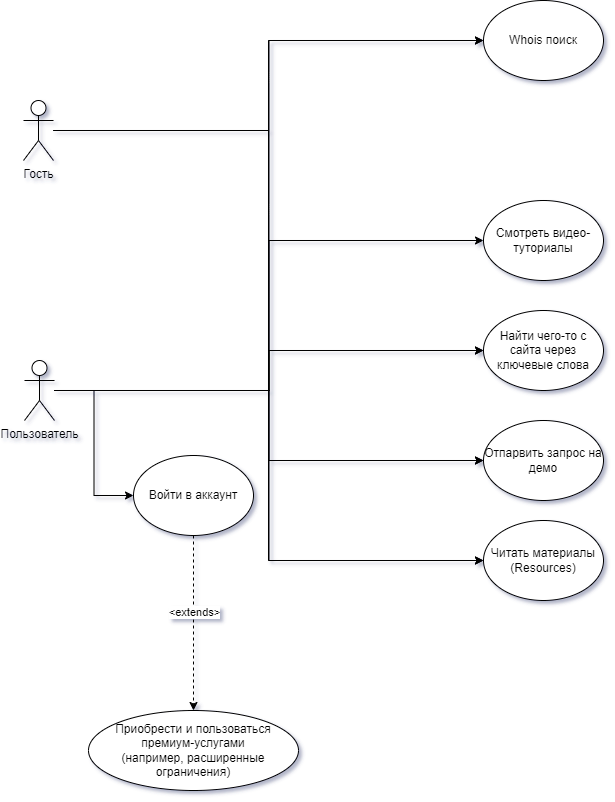 Whois поиск
Гость
Смотреть видео-
туториалы
Найти чего-то с
сайта через
ключевые слова
Пользователь
Отпарвить запрос на
демо
Войти в аккаунт
Читать материалы
(Resources)
<extends>
Приобрести и пользоваться
премиум-услугами
(например, расширенные
ограничения)